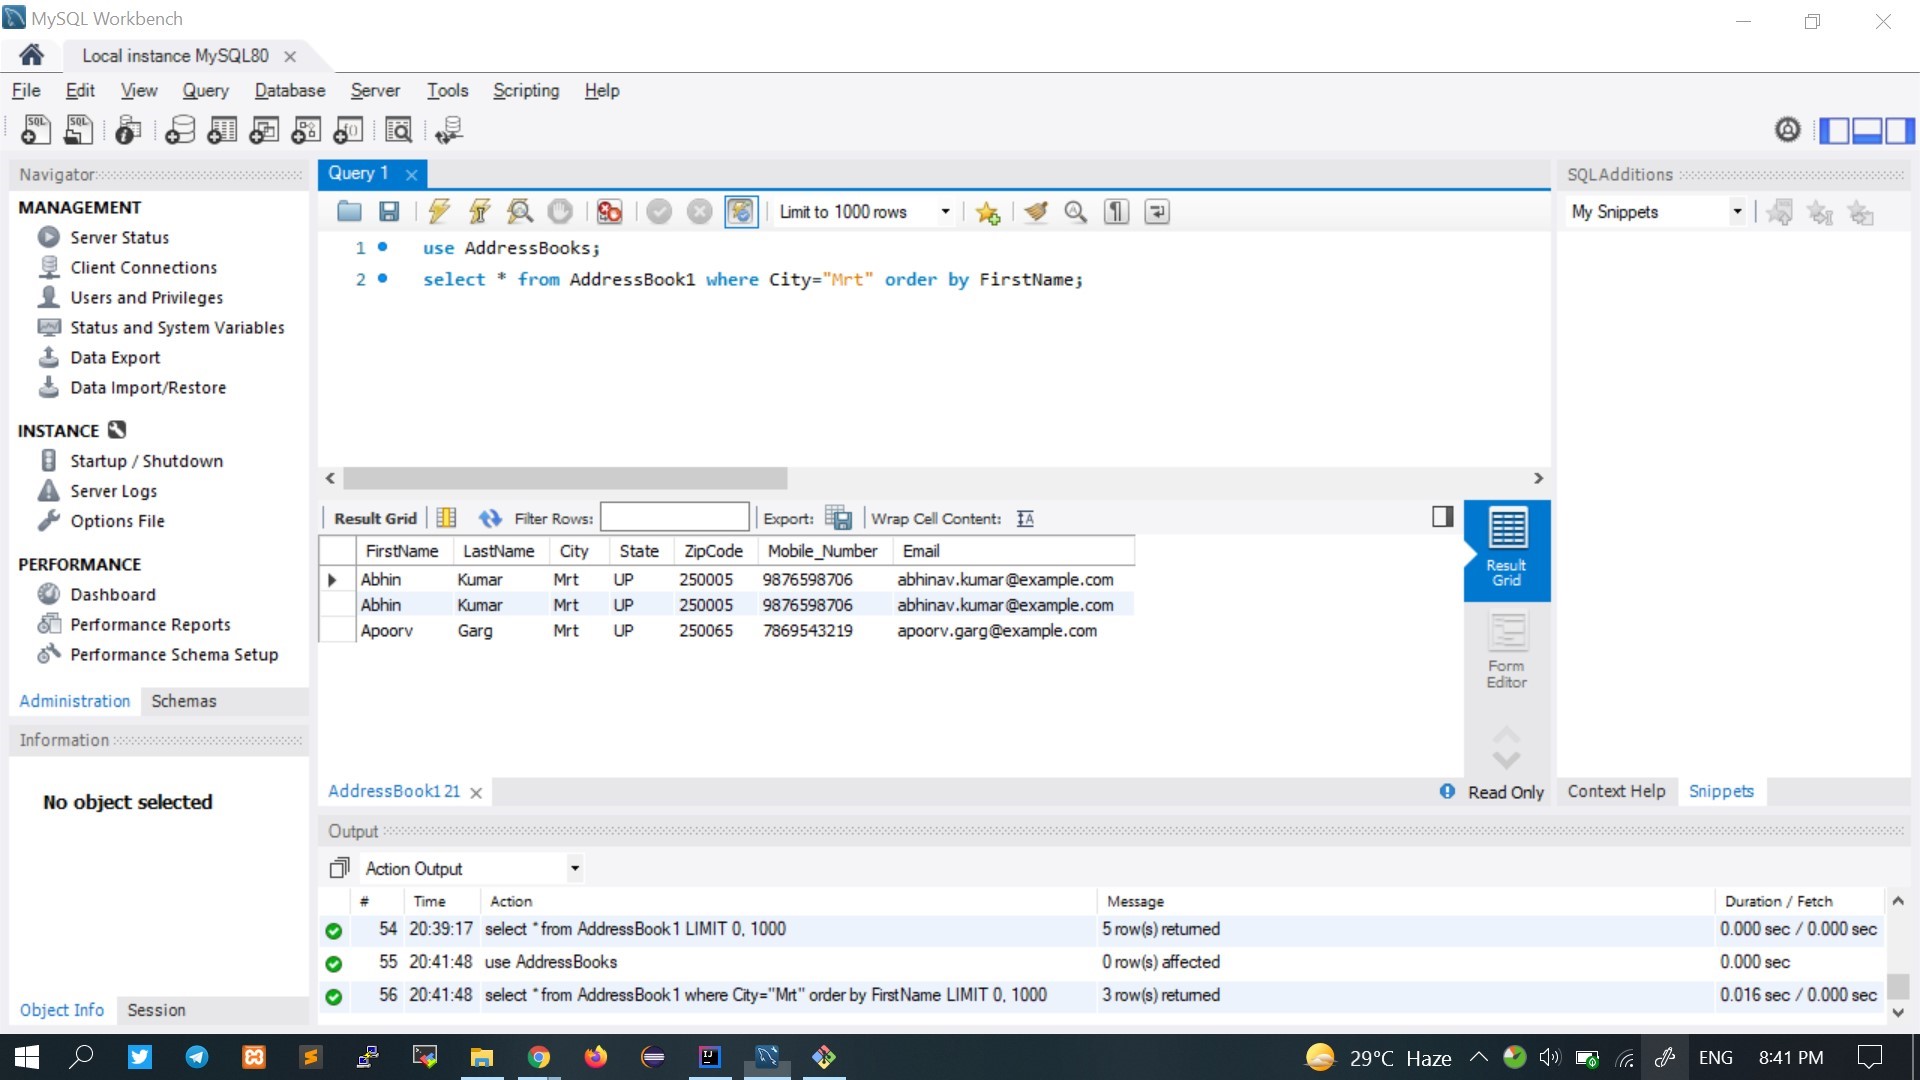 MySQL Workbench
Local instance MySQL80
File Edit View Query Database Server Tools Scripting Help
Navigator
MANAGEMENT
Server Status
Client Connections
Users and Privileges
Status and System Variables
Data Export
Data Import/Restore
INSTANCE
Startup / Shutdown
Server Logs
Options File
PERFORMANCE
Dashboard
Performance Reports
Performance Schema Setup
Administration Schemas
Information
No object selected
Object Info Session
Query 1
Limit to 1000 rows
1 use AddressBooks;
2 select * from AddressBook1 where City="Mrt" order by FirstName;
Result Grid Filter Rows: Export: Wrap Cell Content:
FirstName LastName City State ZipCode Mobile_Number Email
Abhin Kumar Mrt UP 250005 9876598706 abhinav.kumar@example.com
Abhin Kumar Mrt UP 250005 9876598706 abhinav.kumar@example.com
Apoorv Garg Mrt UP 250065 7869543219 apoorv.garg@example.com
Result
Grid
Form
Editor
AddressBook1 21
Read Only
SQLAdditions
My Snippets
Context Help Snippets
Output
Action Output
# Time Action Message Duration / Fetch
54 20:39:17 select * from AddressBook1 LIMIT 0, 1000 5 row(s) returned 0.000 sec / 0.000 sec
55 20:41:48 use AddressBooks 0 row(s) affected 0.000 sec
56 20:41:48 select * from AddressBook1 where City="Mrt" order by FirstName LIMIT 0, 1000 3 row(s) returned 0.016 sec / 0.000 sec
29°C Haze ENG 8:41 PM